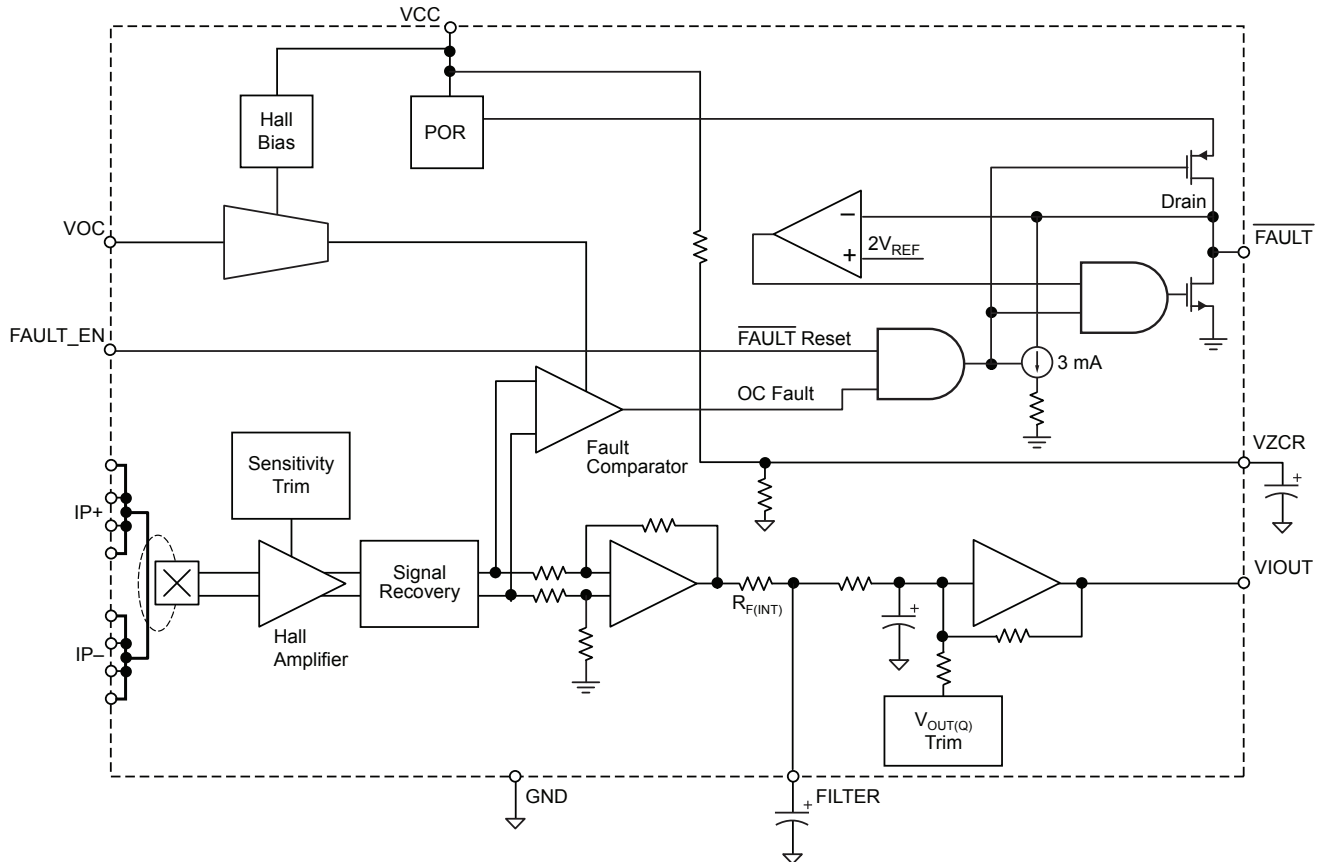 VCC
Hall
Bias
POR
Drain
VOC
−
+
2VREF
FAULT
FAULT_EN
FAULT Reset
3 mA
OC Fault
Fault
Comparator
VZCR
+
Sensitivity
Trim
IP+
Signal
Recovery
VIOUT
RF(INT)
+
Hall
Amplifier
IP–
VOUT(Q)
Trim
GND
FILTER
+